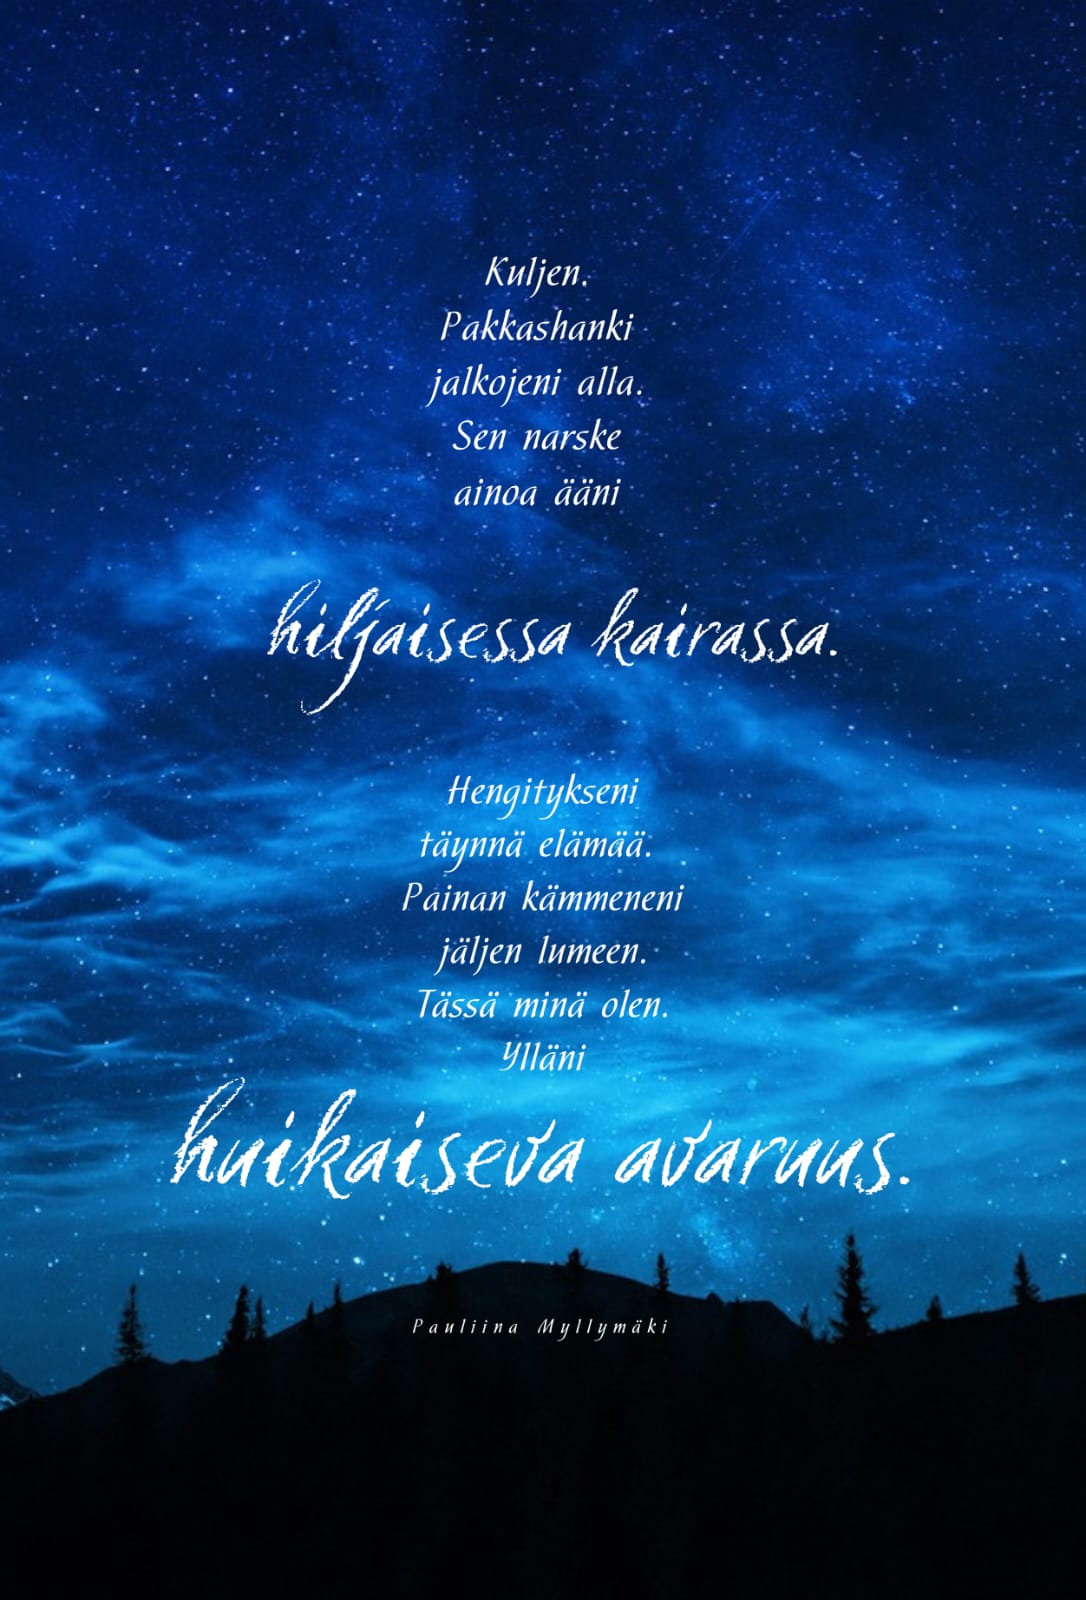 Kuljen.
Pakkashanki
jalkojeni alla.
Sen narske
ainoa ääni
hiljaisessa kairassa.
Hengitykseni
täynnä elämää.
Painan kämmeneni
jäljen lumeen.
Tässä minä olen.
Ylläni
huikaiseva avaruus.
Pauliina Myllymäki